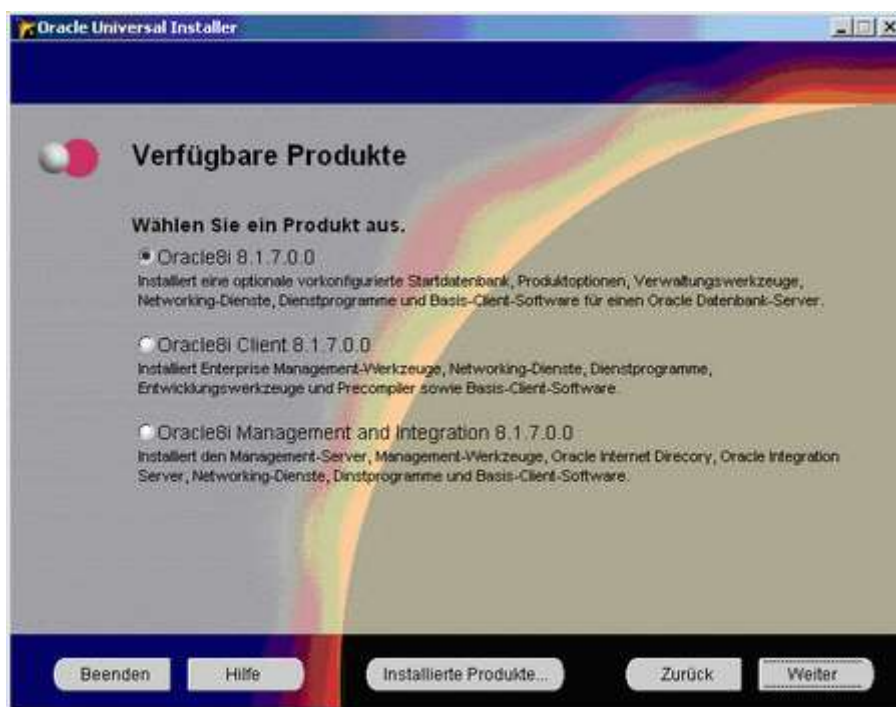 Oracle Universal Installer
Verfügbare Produkte
Wählen Sie ein Produkt aus.
Oracle8i 8.1.7.0.0
Installiert eine optionale vorkonfigurierte Startdatenbank, Produktoptionen, Verwaltungswerkzeuge,
Networking-Dienste, Dienstprogramme und Basis-Client-Software für einen Oracle Datenbank-Server.
Oracle8i Client 8.1.7.0.0
Installiert Enterprise Management-Werkzeuge, Networking-Dienste, Dienstprogramme,
Entwicklungswerkzeuge und Precompiler sowie Basis-Client-Software.
Oracle8i Management and Integration 8.1.7.0.0
Installiert den Management-Server, Management-Werkzeuge, Oracle Internet Direcory, Oracle Integration
Server, Networking-Dienste, Dinstprogramme und Basis-Client-Software.
Beenden Hilfe Installierte Produkte... Zurück Weiter